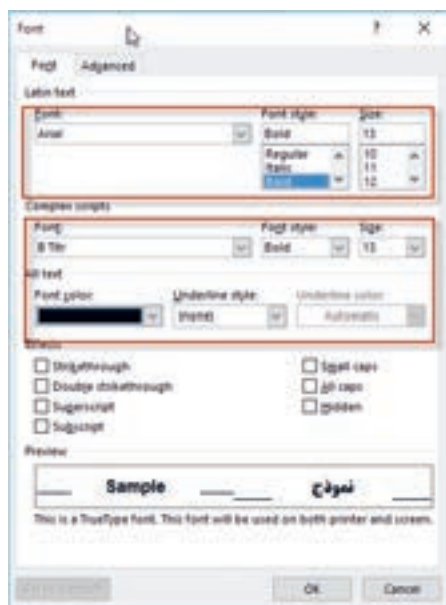 Font ? ×
Font Advanced
Latin text
Font: Font style: Size:
Arial Bold 13
Regular 10
Italic 11
Bold 12
Complex scripts
Font: Font style: Size:
B Titr Bold 13
All text
Font color: Underline style: Underline color:
(none) Automatic
Effects
Strikethrough Small caps
Double strikethrough All caps
Superscript Hidden
Subscript
Preview
Sample نموذج
This is a TrueType font. This font will be used on both printer and screen.
OK Cancel